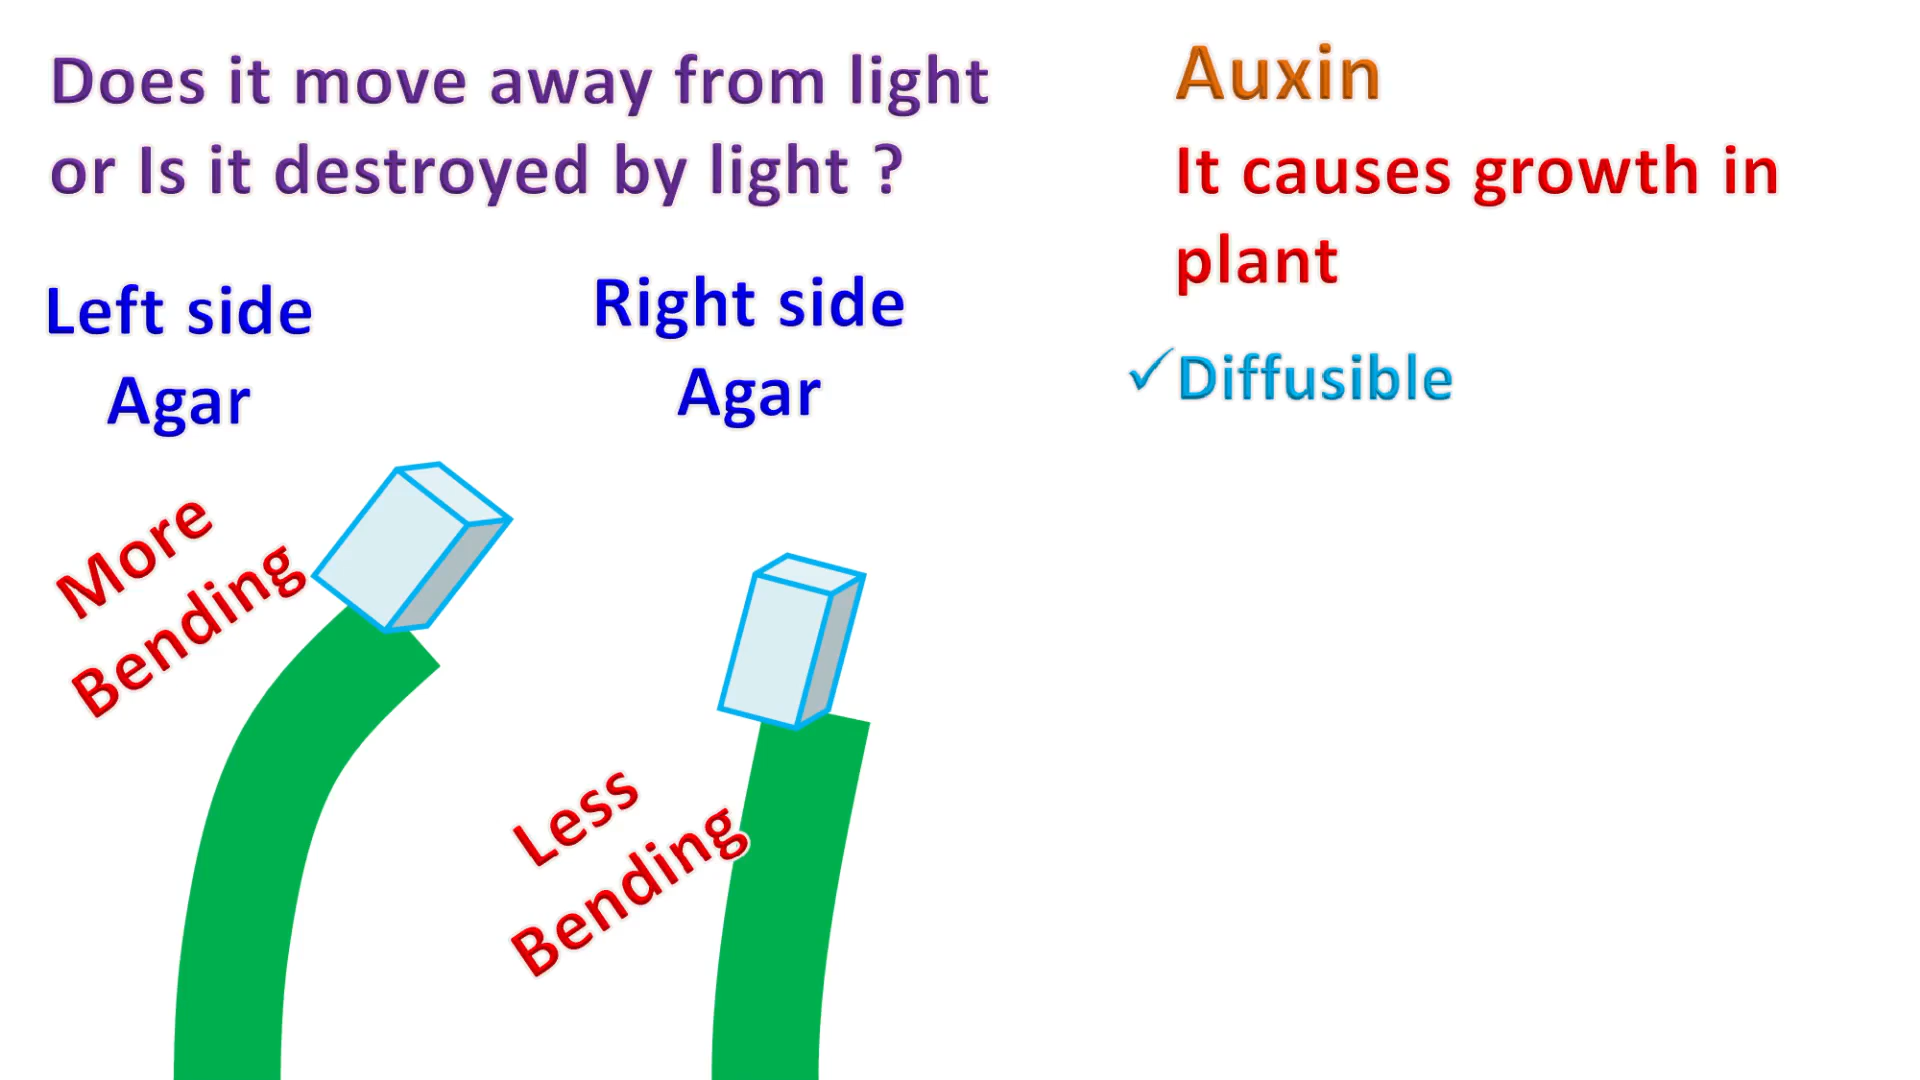 Does it move away from light
or Is it destroyed by light ?
Auxin
It causes growth in
plant
✓Diffusible
Left side
Agar
Right side
Agar
More
Bending
Less
Bending